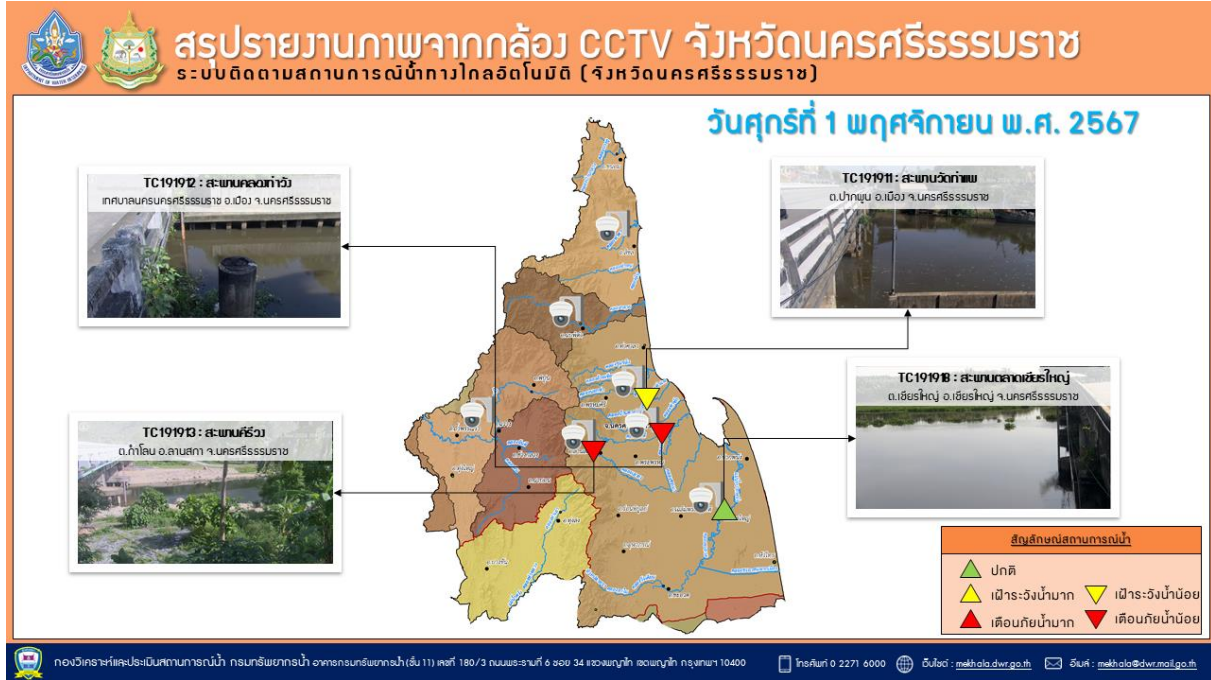 สรุปรายงานภาพจากกล้อง CCTV จังหวัดนครศรีธรรมราช
ระบบติดตามสถานการณ์น้ำทางไกลอัตโนมัติ (จังหวัดนครศรีธรรมราช)
วันศุกร์ที่ 1 พฤศจิกายน พ.ศ. 2567
TC191912 : สะพานคลองท่าวัง
เทศบาลนครนครศรีธรรมราช อ.เมือง จ.นครศรีธรรมราช
TC191911 : สะพานวัดท่าแพ
ต.ปากพูน อ.เมือง จ.นครศรีธรรมราช
TC191913 : สะพานคีรีวง
ต.กำโลน อ.ลานสกา จ.นครศรีธรรมราช
TC191918 : สะพานตลาดเชียรใหญ่
ต.เชียรใหญ่ อ.เชียรใหญ่ จ.นครศรีธรรมราช
สัญลักษณ์สถานการณ์น้ำ
ปกติ
เฝ้าระวังน้ำมาก เฝ้าระวังน้ำน้อย
เตือนภัยน้ำมาก เตือนภัยน้ำน้อย
กองวิเคราะห์และประเมินสถานการณ์น้ำ กรมทรัพยากรน้ำ อาคารกรมทรัพยากรน้ำ (ชั้น 11) เลขที่ 180/3 ถนนพระรามที่ 6 ซอย 34 แขวงพญาไท เขตพญาไท กรุงเทพฯ 10400 โทรศัพท์ 0 2271 6000 เว็บไซต์ : mekhala.dwr.go.th อีเมล์ : mekhala@dwr.mail.go.th